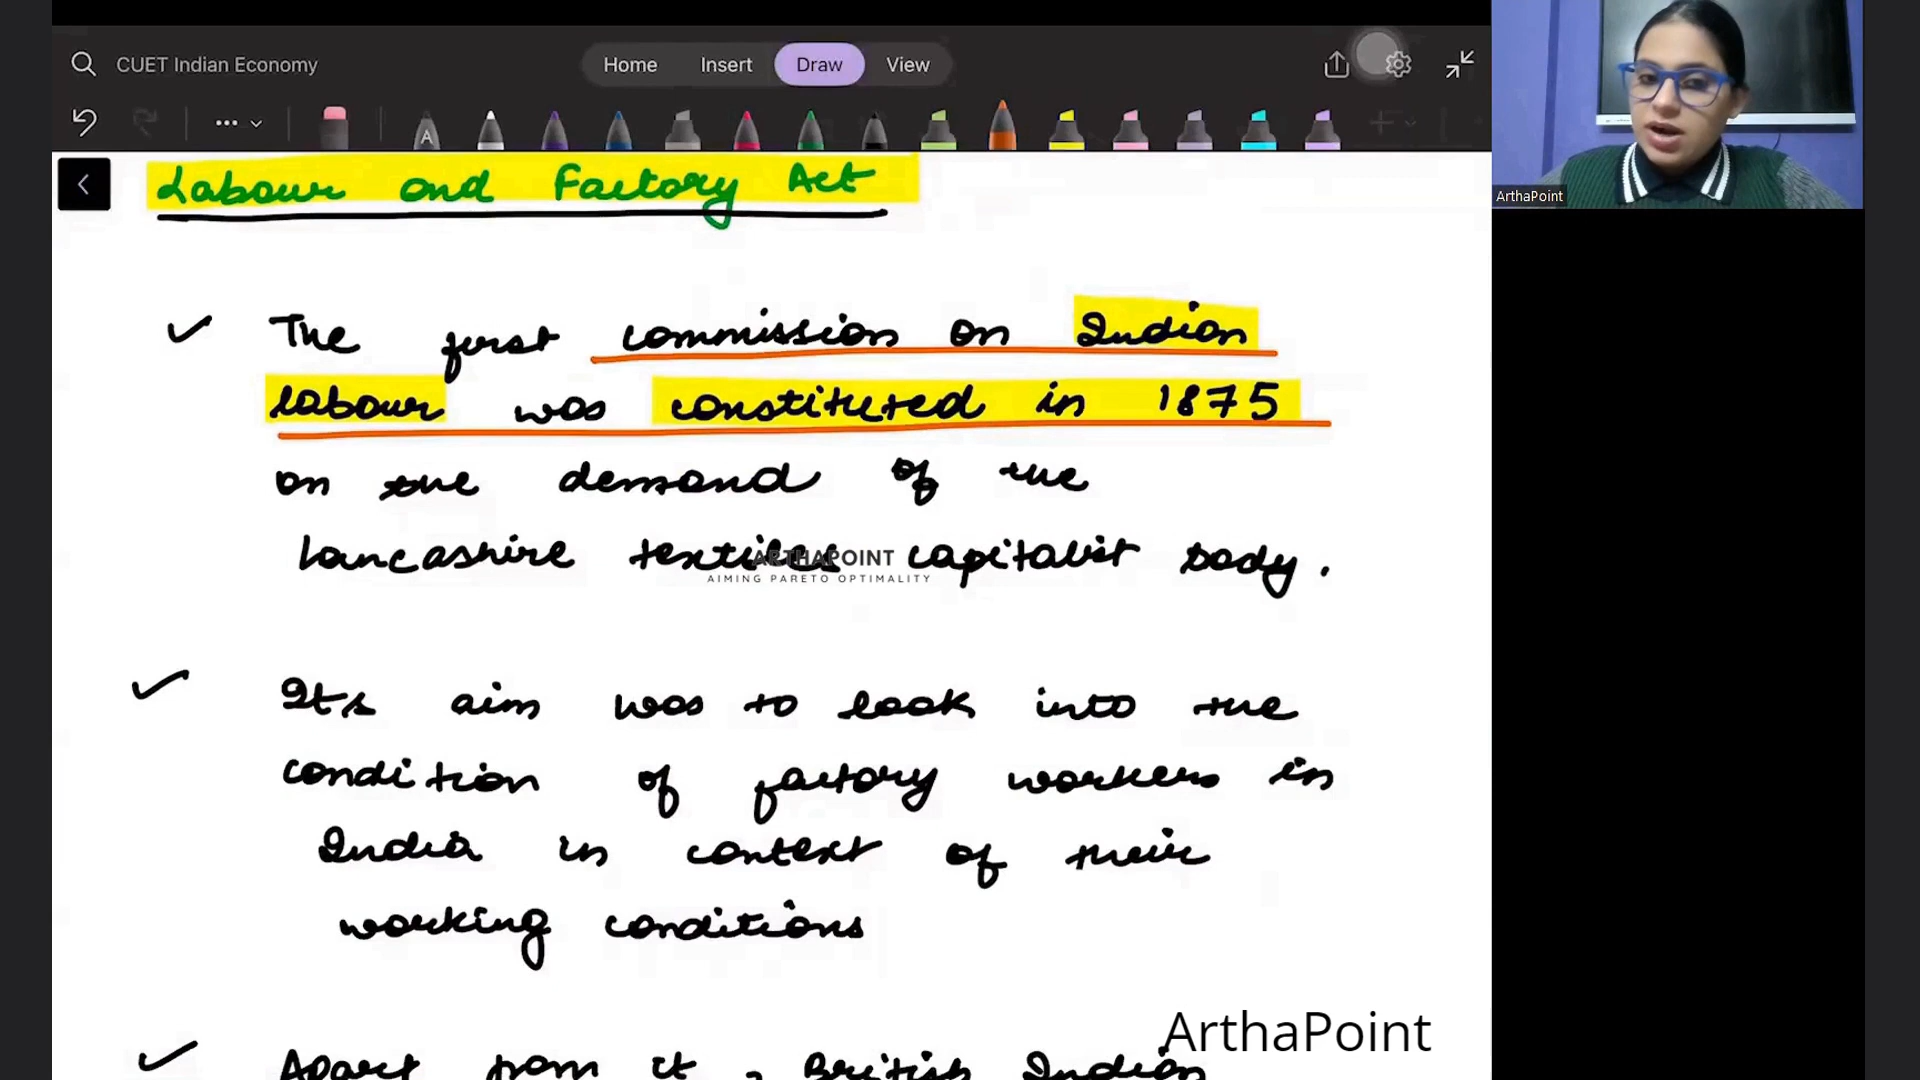 CUET Indian Economy
Home Insert Draw View
A
Labour and Factory Act
ArthaPoint
The first commission on Indian
labour was constituted in 1875
on the demand of the
Lancashire textiles capitalist body.
ARTHAPOINT
AIMING PARETO OPTIMALITY
Its aim was to look into the
condition of factory workers in
India in context of their
working conditions
ArthaPoint
Apart from it, British Indian